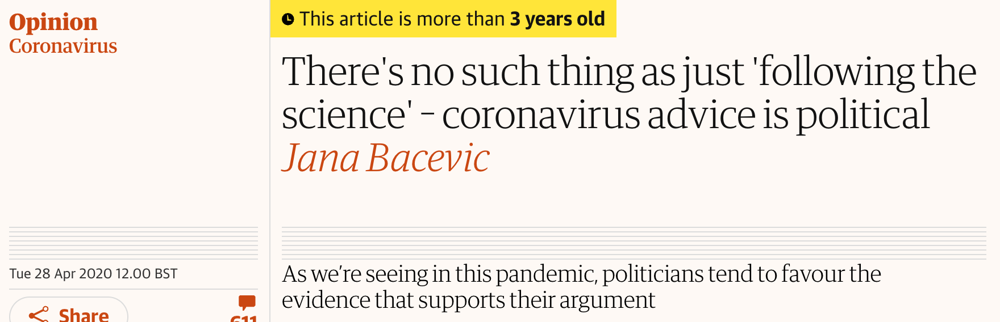 Opinion
Coronavirus
This article is more than 3 years old
There's no such thing as just 'following the
science' - coronavirus advice is political
Jana Bacevic
Tue 28 Apr 2020 12.00 BST
Share
611
As we’re seeing in this pandemic, politicians tend to favour the
evidence that supports their argument